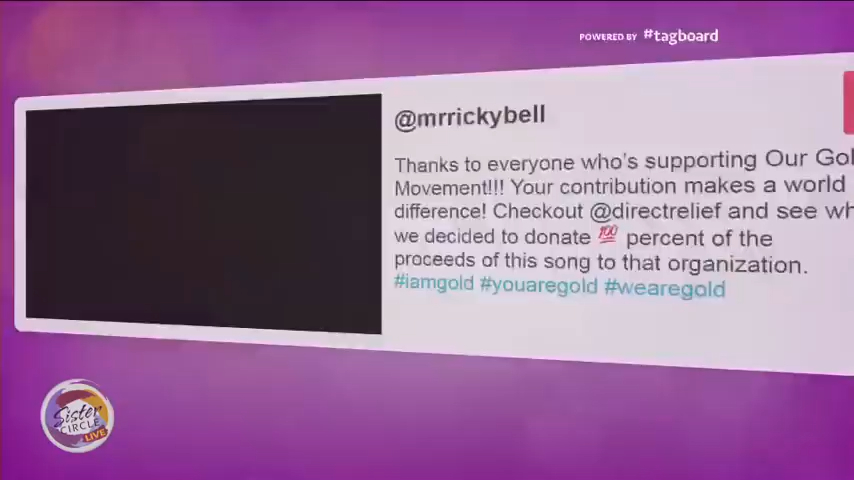 POWERED BY #tagboard
@mrrickybell
Thanks to everyone who's supporting Our Gol
Movement!!! Your contribution makes a world
difference! Checkout @directrelief and see wh
we decided to donate 💯 percent of the
proceeds of this song to that organization.
#iamgold #youaregold #wearegold
Sister
CIRCLE
LIVE